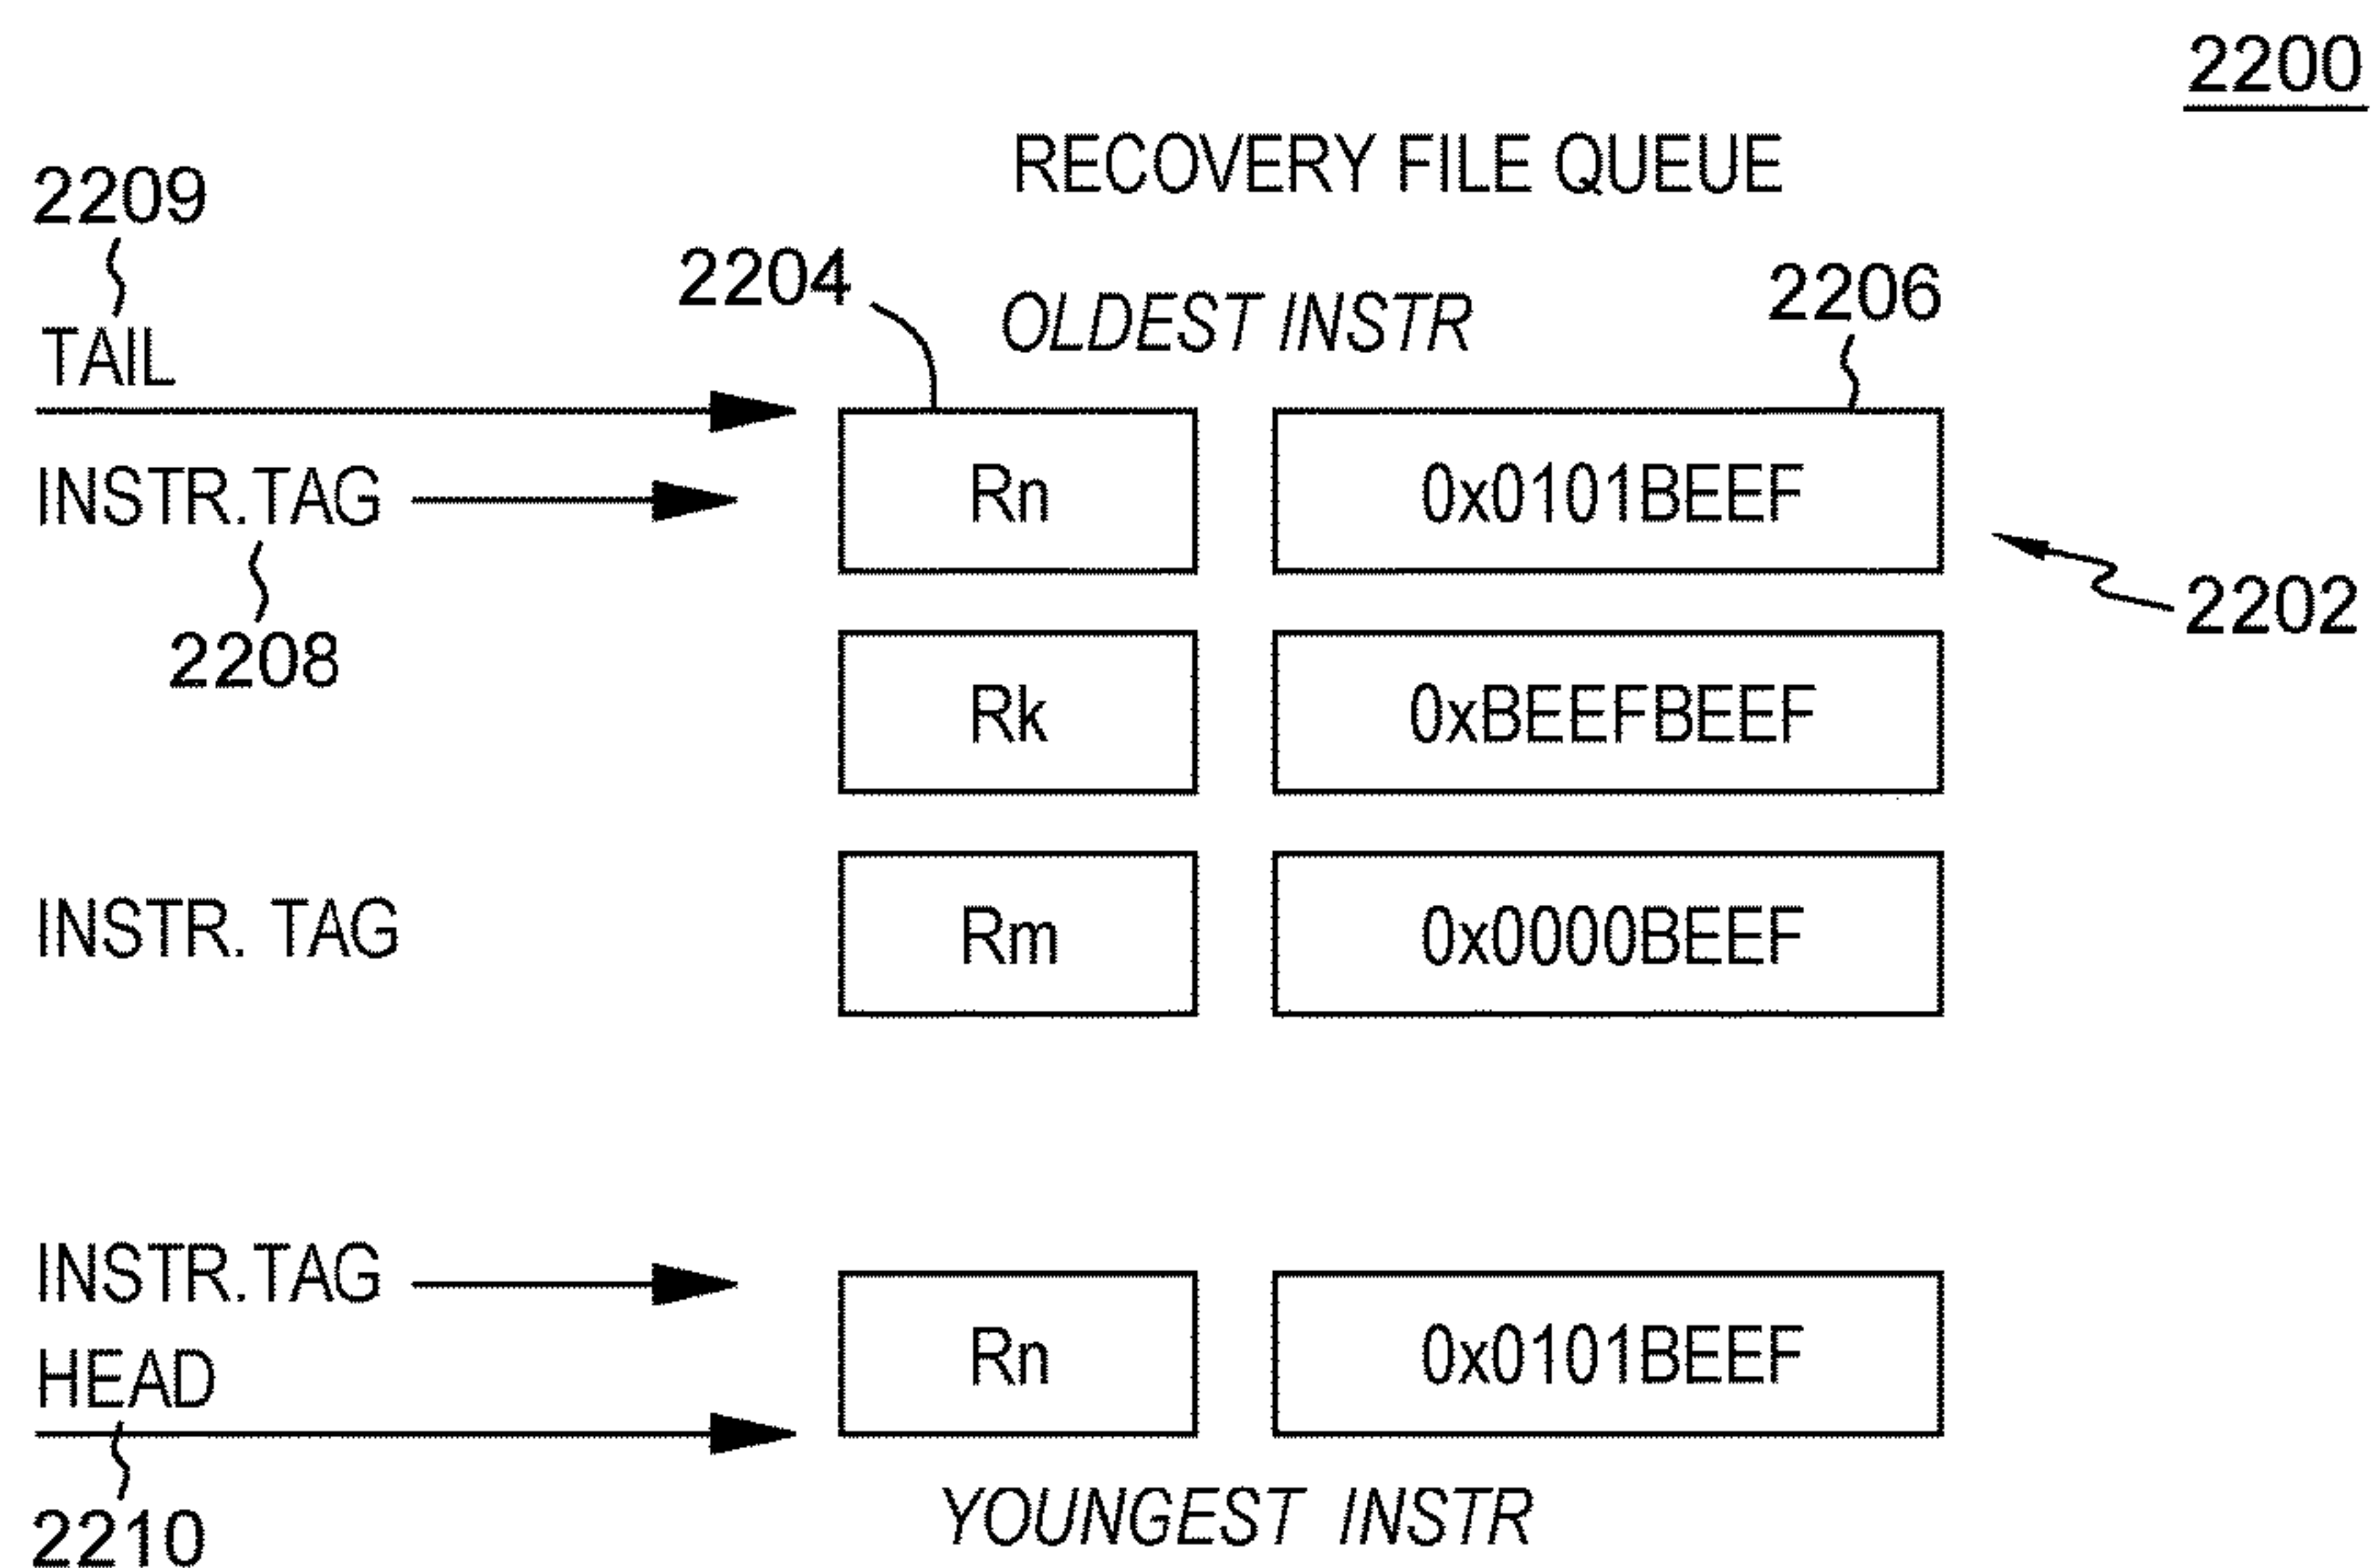 2200
RECOVERY FILE QUEUE
2209
2204
OLDEST INSTR
2206
TAIL
INSTR.TAG
Rn
0x0101BEEF
2202
2208
Rk
0xBEEFBEEF
INSTR. TAG
Rm
0x0000BEEF
INSTR.TAG
Rn
0x0101BEEF
HEAD
2210
YOUNGEST INSTR